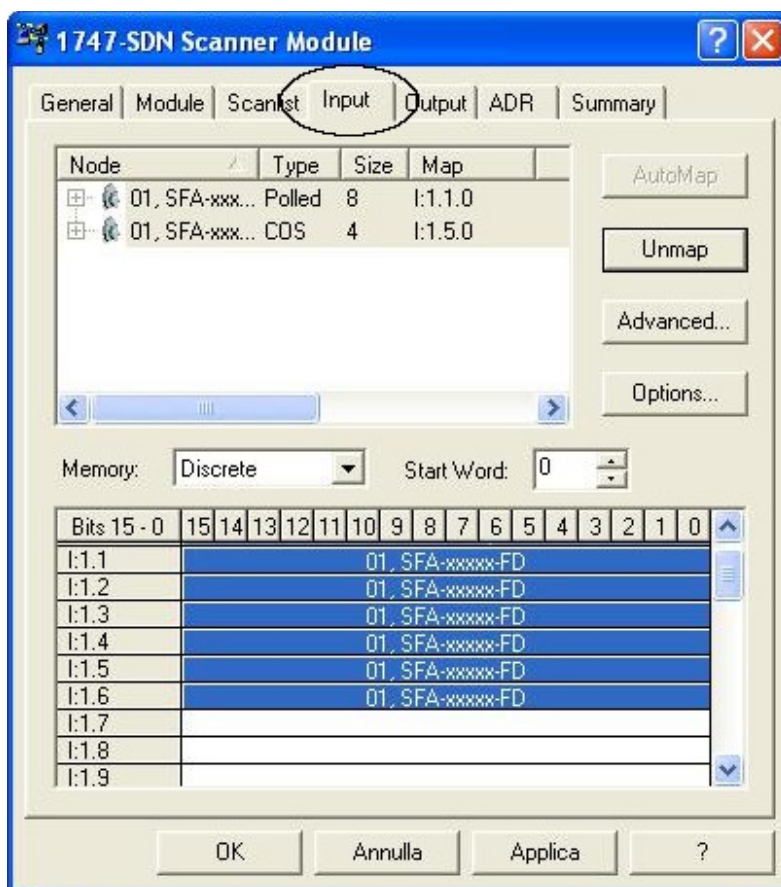 1747-SDN Scanner Module
General Module Scanlist Input Output ADR Summary
Node Type Size Map
01, SFA-xxx... Polled 8 I:1.1.0
01, SFA-xxx... COS 4 I:1.5.0
AutoMap
Unmap
Advanced...
Options...
Memory: Discrete Start Word: 0
Bits 15 - 0 15 14 13 12 11 10 9 8 7 6 5 4 3 2 1 0
I:1.1 01, SFA-xxxxx-FD
I:1.2 01, SFA-xxxxx-FD
I:1.3 01, SFA-xxxxx-FD
I:1.4 01, SFA-xxxxx-FD
I:1.5 01, SFA-xxxxx-FD
I:1.6 01, SFA-xxxxx-FD
I:1.7
I:1.8
I:1.9
OK Annulla Applica ?